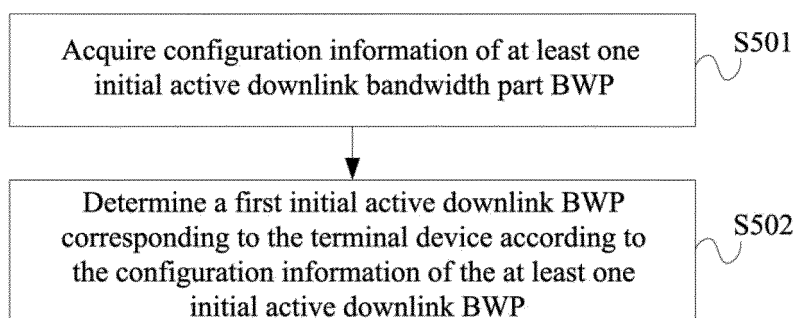 Acquire configuration information of at least one
initial active downlink bandwidth part BWP
S501
Determine a first initial active downlink BWP
corresponding to the terminal device according to
the configuration information of the at least one
initial active downlink BWP
S502